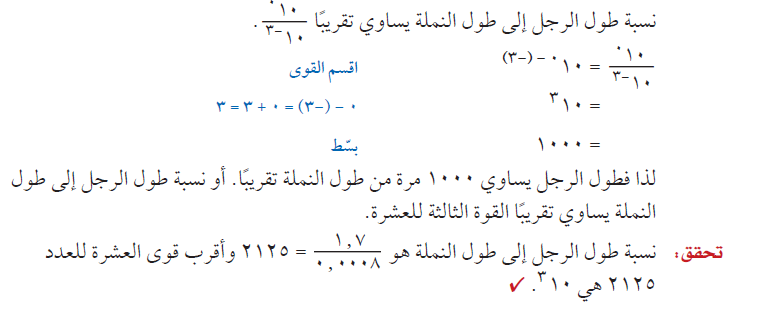 نسبة طول الرجل إلى طول النملة يساوي تقريبًا ١٠^٠ / ١٠^-٣ .
١٠^٠ / ١٠^-٣ = ١٠^٠-(-٣) اقسم القوى
= ١٠^٣ ٠ - (-٣) = ٠ + ٣ = ٣
= ١٠٠٠ بسّط
لذا فطول الرجل يساوي ١٠٠٠ مرة من طول النملة تقريبًا. أو نسبة طول الرجل إلى طول
النملة يساوي تقريبًا القوة الثالثة للعشرة.
تحقق: نسبة طول الرجل إلى طول النملة هو ١,٧ / ٠,٠٠٠٨ = ٢١٢٥ وأقرب قوى العشرة للعدد
٢١٢٥ هي ١٠^٣. ✓